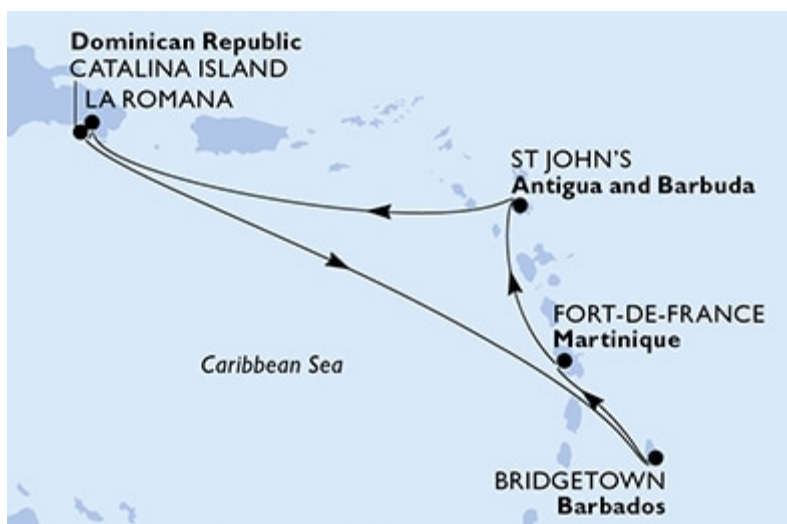 Dominican Republic
CATALINA ISLAND
LA ROMANA
ST JOHN'S
Antigua and Barbuda
FORT-DE-FRANCE
Martinique
Caribbean Sea
BRIDGETOWN
Barbados